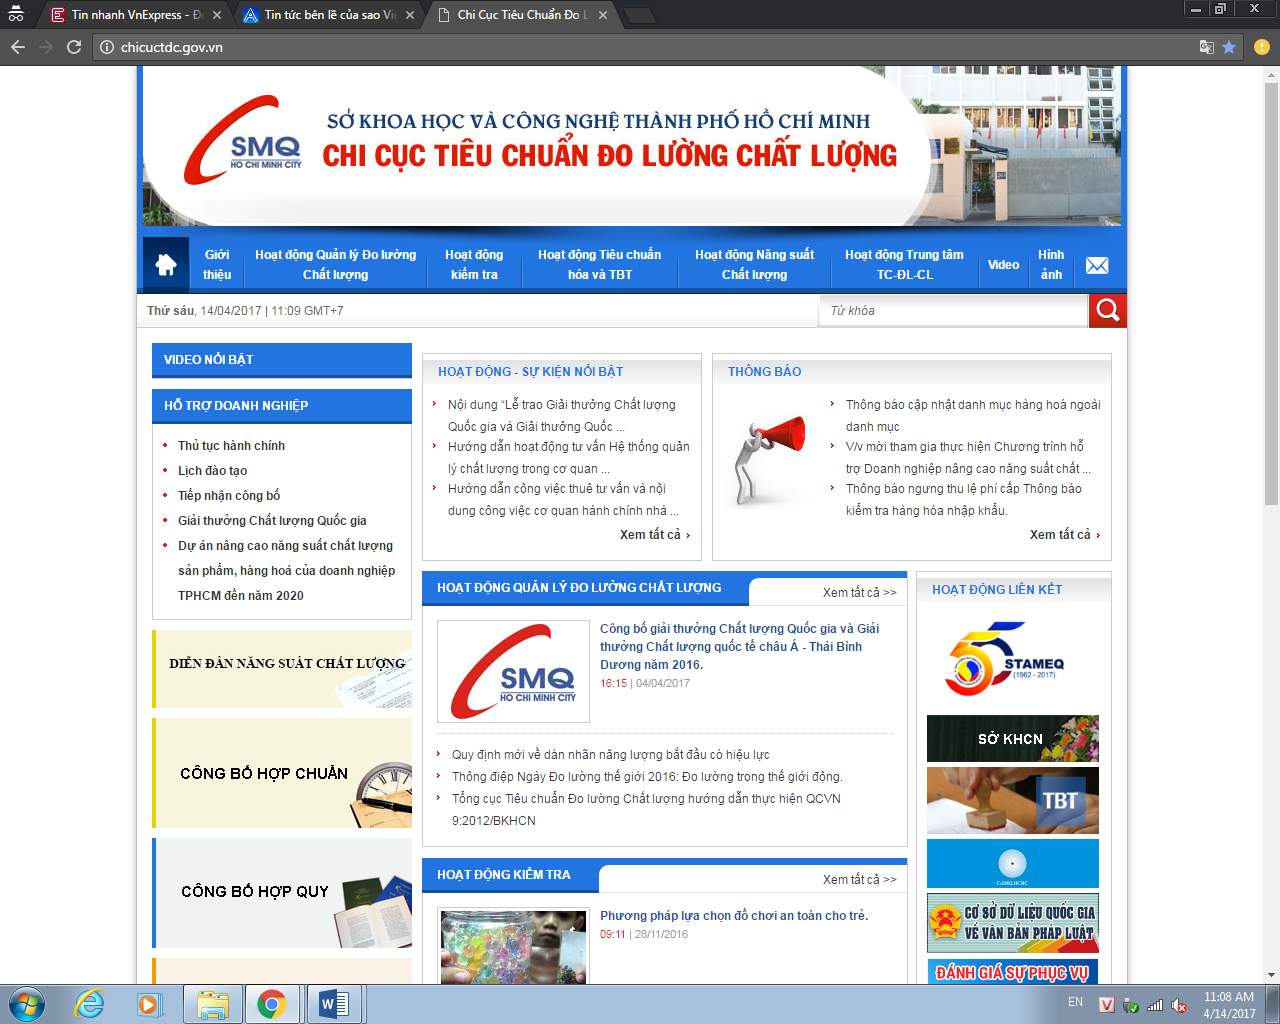 Tin nhanh VnExpress - Đọ
Tin tức bên lề của sao Việ
Chi Cục Tiêu Chuẩn Đo L
chicuctdc.gov.vn
SMQ
HO CHI MINH CITY
SỞ KHOA HỌC VÀ CÔNG NGHỆ THÀNH PHỐ HỒ CHÍ MINH
CHI CỤC TIÊU CHUẨN ĐO LƯỜNG CHẤT LƯỢNG
Giới thiệu
Hoạt động Quản lý Đo lường
Chất lượng
Hoạt động
kiểm tra
Hoạt động Tiêu chuẩn
hóa và TBT
Hoạt động Năng suất
Chất lượng
Hoạt động Trung tâm
TC-ĐL-CL
Video
Hình
ảnh
Thứ sáu, 14/04/2017 | 11:09 GMT+7
Từ khóa
VIDEO NỔI BẬT
HỖ TRỢ DOANH NGHIỆP
Thủ tục hành chính
Lịch đào tạo
Tiếp nhận công bố
Giải thưởng Chất lượng Quốc gia
Dự án nâng cao năng suất chất lượng
sản phẩm, hàng hoá của doanh nghiệp
TPHCM đến năm 2020
DIỄN ĐÀN NĂNG SUẤT CHẤT LƯỢNG
CÔNG BỐ HỢP CHUẨN
CÔNG BỐ HỢP QUY
HOẠT ĐỘNG - SỰ KIỆN NỔI BẬT
Nội dung “Lễ trao Giải thưởng Chất lượng
Quốc gia và Giải thưởng Quốc ...
Hướng dẫn hoạt động tư vấn Hệ thống quản
lý chất lượng trong cơ quan ...
Hướng dẫn công việc thuê tư vấn và nội
dung công việc cơ quan hành chính nhà ...
Xem tất cả
THÔNG BÁO
Thông báo cập nhật danh mục hàng hoá ngoài
danh mục
V/v mời tham gia thực hiện Chương trình hỗ
trợ Doanh nghiệp nâng cao năng suất chất ...
Thông báo ngưng thu lệ phí cấp Thông báo
kiểm tra hàng hóa nhập khẩu.
Xem tất cả
HOẠT ĐỘNG QUẢN LÝ ĐO LƯỜNG CHẤT LƯỢNG
Xem tất cả >>
SMQ
HO CHI MINH CITY
Công bố giải thưởng Chất lượng Quốc gia và Giải
thưởng Chất lượng quốc tế châu Á - Thái Bình
Dương năm 2016.
16:15 | 04/04/2017
Quy định mới về dán nhãn năng lượng bắt đầu có hiệu lực
Thông điệp Ngày Đo lường thế giới 2016: Đo lường trong thế giới động.
Tổng cục Tiêu chuẩn Đo lường Chất lượng hướng dẫn thực hiện QCVN
9:2012/BKHCN
HOẠT ĐỘNG KIỂM TRA
Xem tất cả >>
Phương pháp lựa chọn đồ chơi an toàn cho trẻ.
09:11 | 28/11/2016
HOẠT ĐỘNG LIÊN KẾT
STAMEQ
(1962 - 2017)
SỞ KHCN
TBT
CƠ SỞ DỮ LIỆU QUỐC GIA
VỀ VĂN BẢN PHÁP LUẬT
ĐÁNH GIÁ SỰ PHỤC VỤ
EN
11:08 AM
4/14/2017